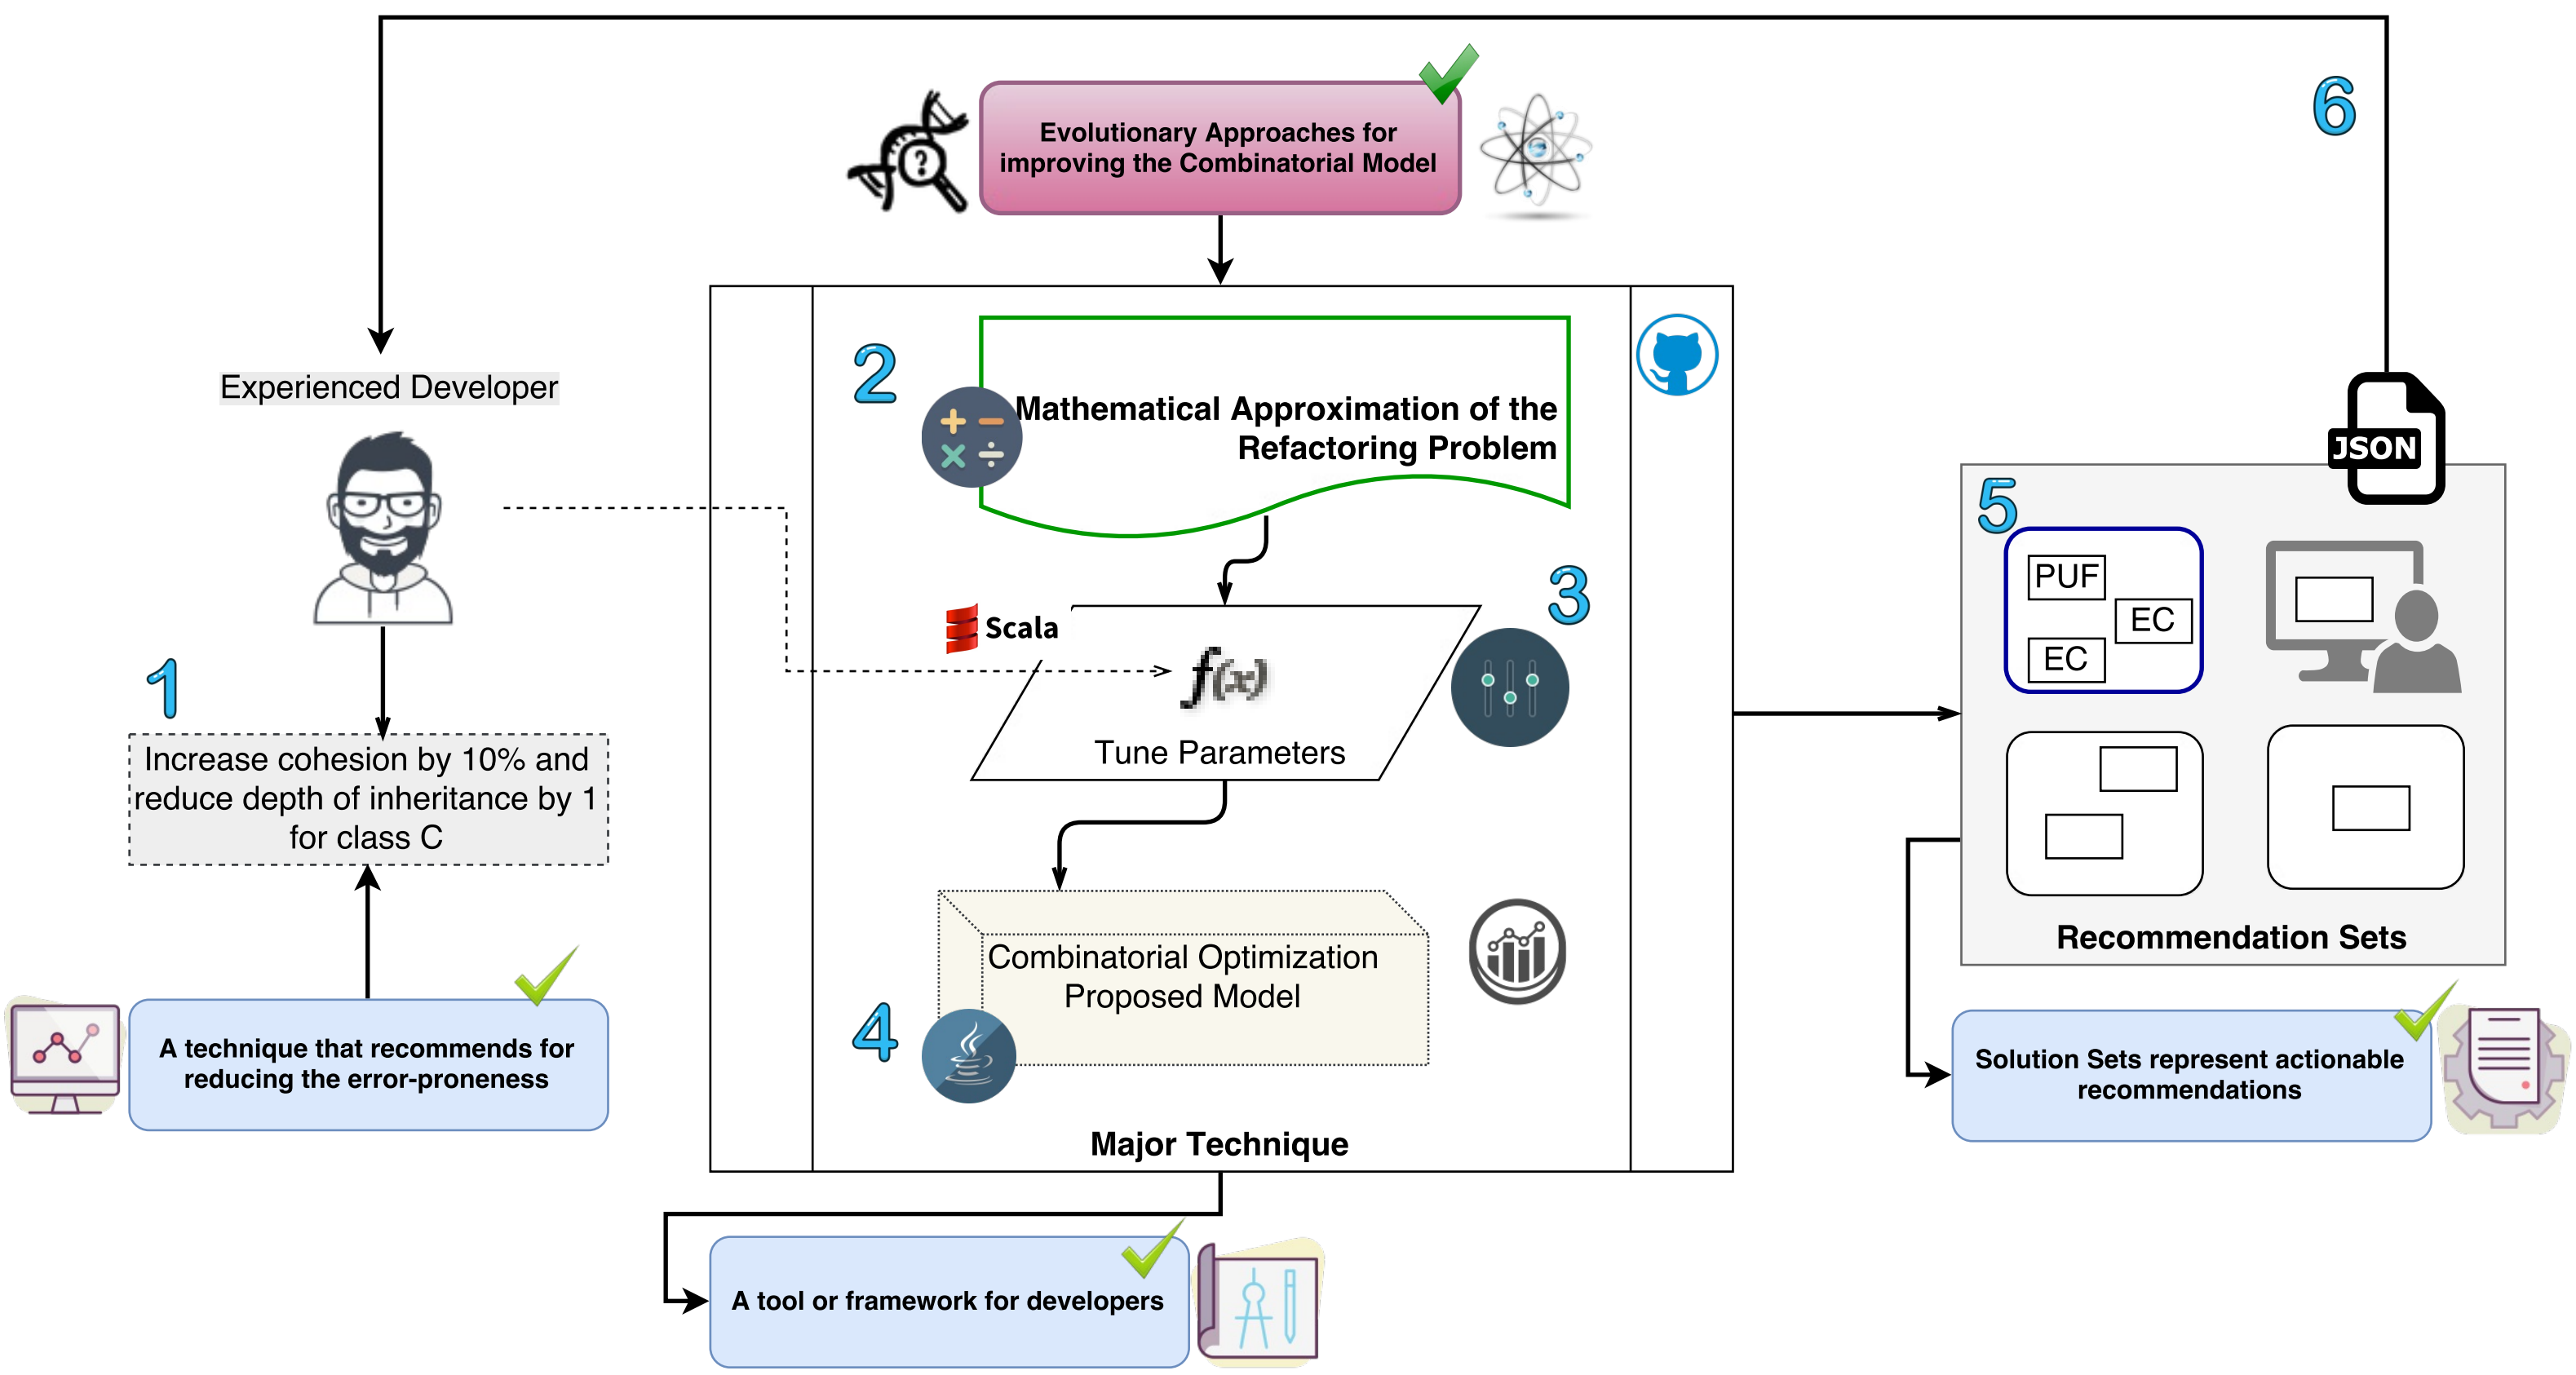 6
Evolutionary Approaches for
improving the Combinatorial Model
?
Experienced Developer
1
Increase cohesion by 10% and
reduce depth of inheritance by 1
for class C
A technique that recommends for
reducing the error-proneness
2
Mathematical Approximation of the
Refactoring Problem
3
Scala
f(x)
Tune Parameters
4
Combinatorial Optimization
Proposed Model
Major Technique
A tool or framework for developers
JSON
5
PUF
EC
EC
Recommendation Sets
Solution Sets represent actionable
recommendations